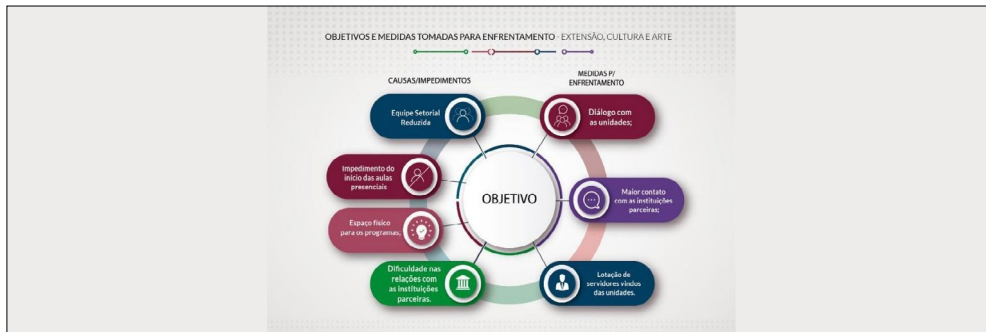 OBJETIVOS E MEDIDAS TOMADAS PARA ENFRENTAMENTO - EXTENSÃO, CULTURA E ARTE
CAUSAS/IMPEDIMENTOS
MEDIDAS P/
ENFRENTAMENTO
Equipe Setorial
Reduzida
Impedimento do
início das aulas
presenciais
Espaço físico
para os programas;
Dificuldade nas
relações com
as instituições
parceiras.
OBJETIVO
Diálogo com
as unidades;
Maior contato
com as instituições
parceiras;
Lotação de
servidores vindos
das unidades.